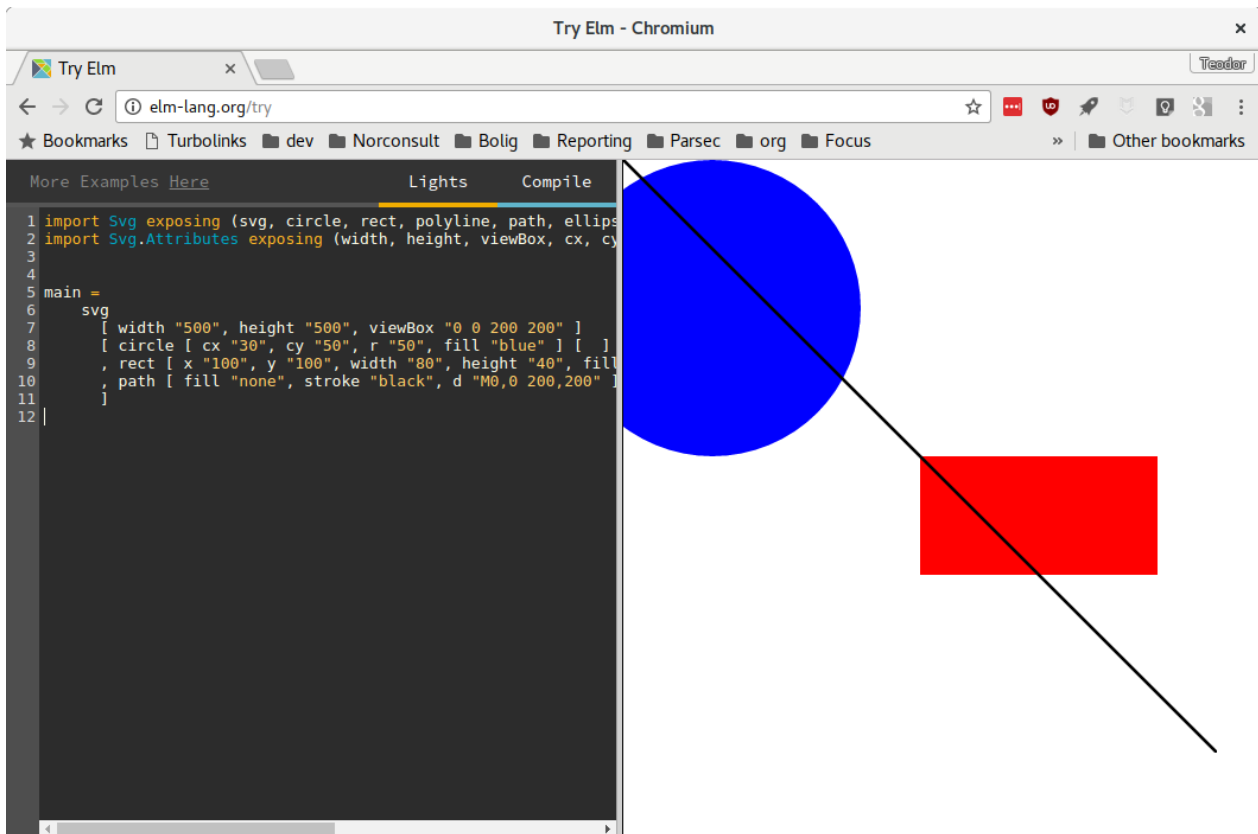 Try Elm - Chromium
Try Elm
Teodor
elm-lang.org/try
Bookmarks Turbolinks dev Norconsult Bolig Reporting Parsec org Focus » Other bookmarks
More Examples Here Lights Compile
1 import Svg exposing (svg, circle, rect, polyline, path, ellips
2 import Svg.Attributes exposing (width, height, viewBox, cx, cy
3
4
5 main =
6 svg
7 [ width "500", height "500", viewBox "0 0 200 200" ]
8 [ circle [ cx "30", cy "50", r "50", fill "blue" ] [  ]
9 , rect [ x "100", y "100", width "80", height "40", fill
10 , path [ fill "none", stroke "black", d "M0,0 200,200" ]
11 ]
12